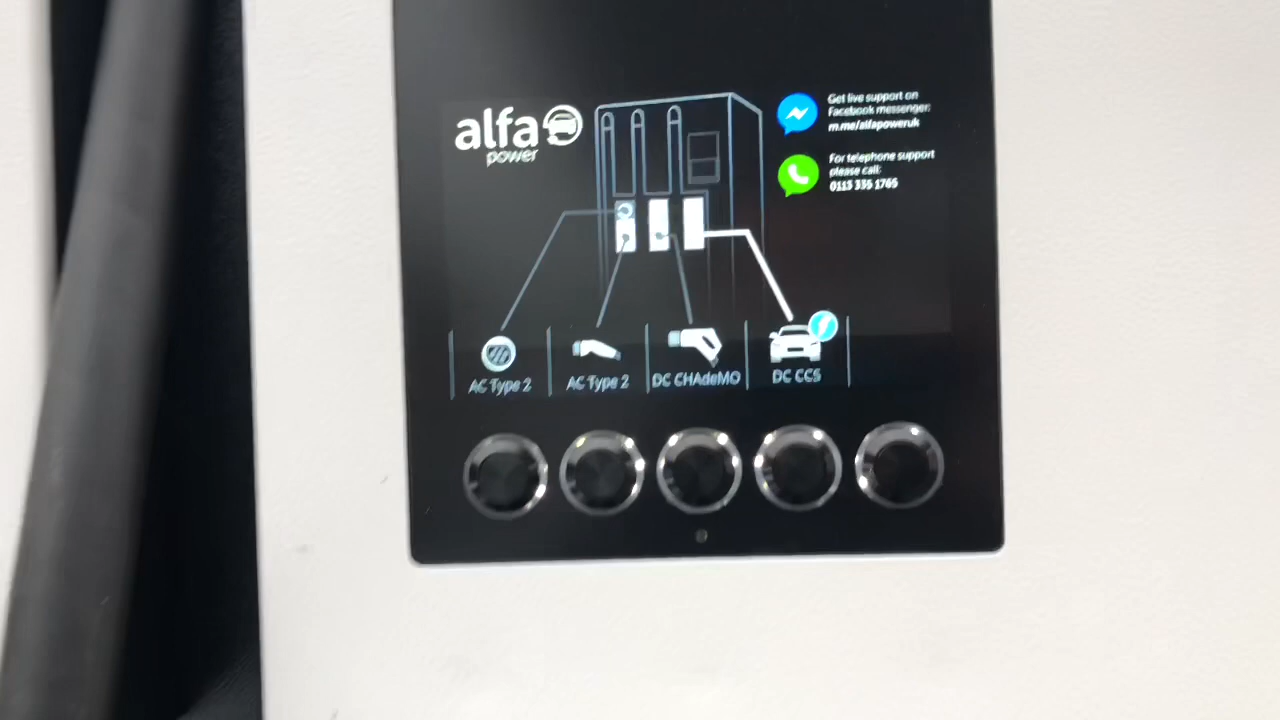 alfa
power
Get live support on
Facebook messenger:
m.me/alfapoweruk
For telephone support
please call:
0115 335 1765
AC Type 2
AC Type 2
DC CHAdeMO
DC CCS